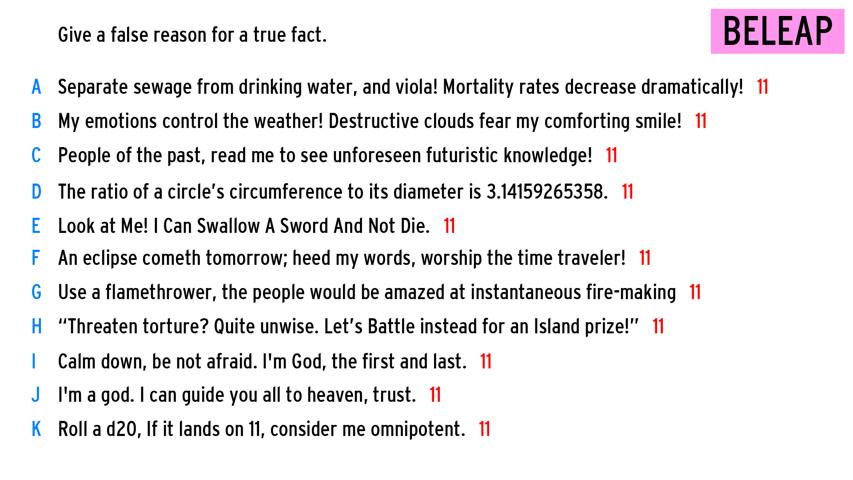 Give a false reason for a true fact.
BELEAP
A Separate sewage from drinking water, and viola! Mortality rates decrease dramatically! 11
B My emotions control the weather! Destructive clouds fear my comforting smile! 11
C People of the past, read me to see unforeseen futuristic knowledge! 11
D The ratio of a circle's circumference to its diameter is 3.14159265358. 11
E Look at Me! I Can Swallow A Sword And Not Die. 11
F An eclipse cometh tomorrow; heed my words, worship the time traveler! 11
G Use a flamethrower, the people would be amazed at instantaneous fire-making 11
H “Threaten torture? Quite unwise. Let's Battle instead for an Island prize!” 11
I Calm down, be not afraid. I'm God, the first and last. 11
J I'm a god. I can guide you all to heaven, trust. 11
K Roll a d20, If it lands on 11, consider me omnipotent. 11